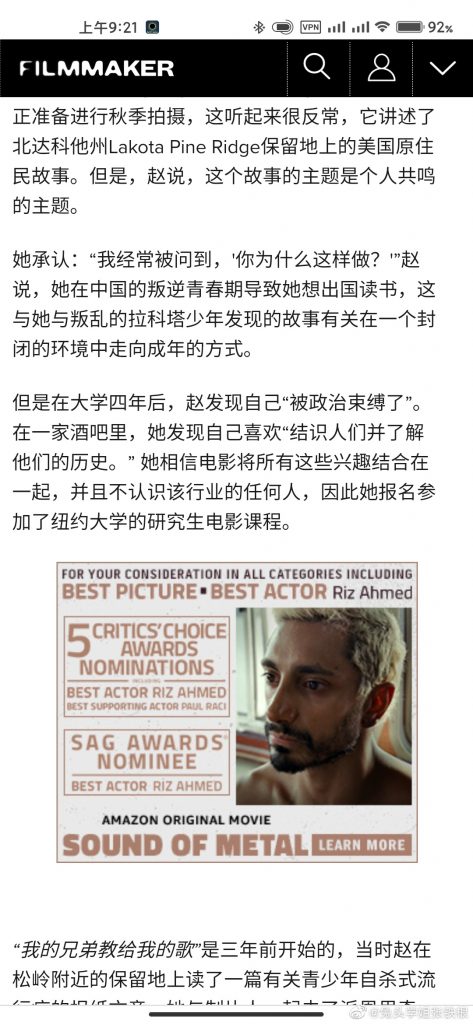 上午9:21
VPN
92%
FILMMAKER
正准备进行秋季拍摄，这听起来很反常，它讲述了
北达科他州Lakota Pine Ridge保留地上的美国原住
民故事。但是，赵说，这个故事的主题是个人共鸣
的主题。
她承认：“我经常被问到，'你为什么这样做？'”赵
说，她在中国的叛逆青春期导致她想出国读书，这
与她与叛乱的拉科塔少年发现的故事有关在一个封
闭的环境中走向成年的方式。
但是在大学四年后，赵发现自己“被政治束缚了”。
在一家酒吧里，她发现自己喜欢“结识人们并了解
他们的历史。” 她相信电影将所有这些兴趣结合在
一起，并且不认识该行业的任何人，因此她报名参
加了纽约大学的研究生电影课程。
FOR YOUR CONSIDERATION IN ALL CATEGORIES INCLUDING
BEST PICTURE ▪ BEST ACTOR Riz Ahmed
5 CRITICS' CHOICE
AWARDS
NOMINATIONS
INCLUDING
BEST ACTOR RIZ AHMED
BEST SUPPORTING ACTOR PAUL RACI
SAG AWARDS®
NOMINEE
BEST ACTOR RIZ AHMED
AMAZON ORIGINAL MOVIE
SOUND OF METAL LEARN MORE
“我的兄弟教给我的歌”是三年前开始的，当时赵在
松岭附近的保留地上读了一篇有关青少年自杀式流